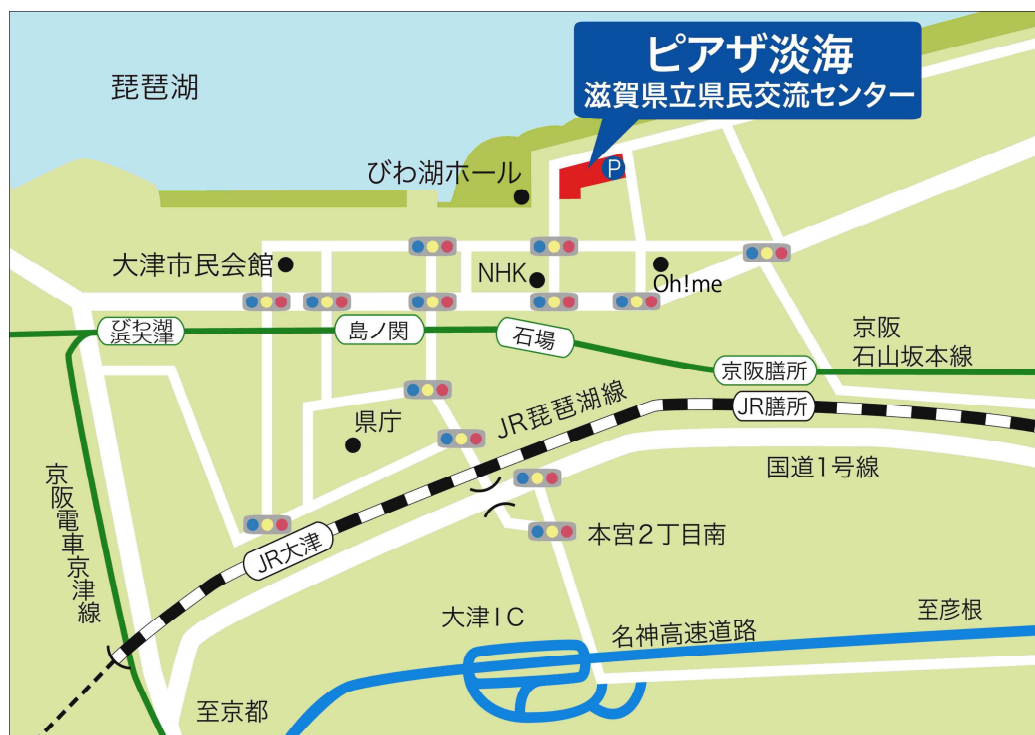 ピアザ淡海
滋賀県立県民交流センター
琵琶湖
びわ湖ホール
P
大津市民会館
NHK
Oh!me
びわ湖
浜大津
島ノ関
石場
京阪
石山坂本線
京阪膳所
JR膳所
JR琵琶湖線
県庁
国道1号線
京阪電車京津線
JR大津
本宮2丁目南
大津IC
名神高速道路
至彦根
至京都